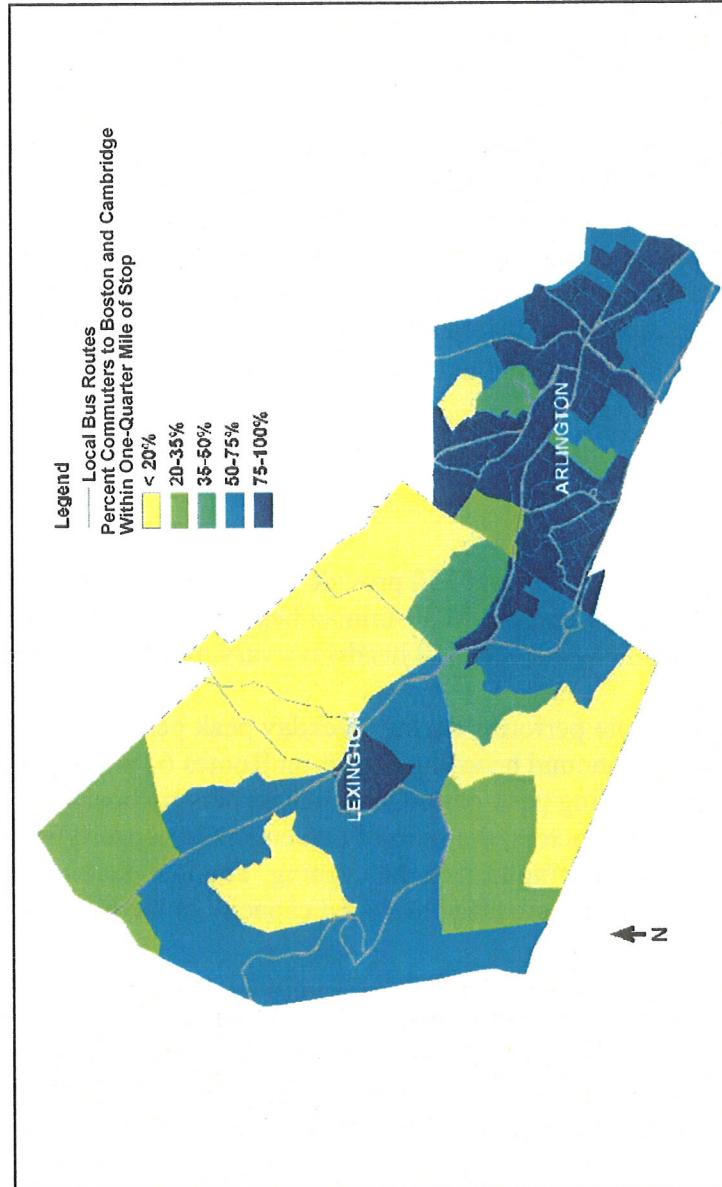 Legend
Local Bus Routes
Percent Commuters to Boston and Cambridge
Within One-Quarter Mile of Stop
< 20%
20-35%
35-50%
50-75%
75-100%
LEXINGTON
ARLINGTON
N